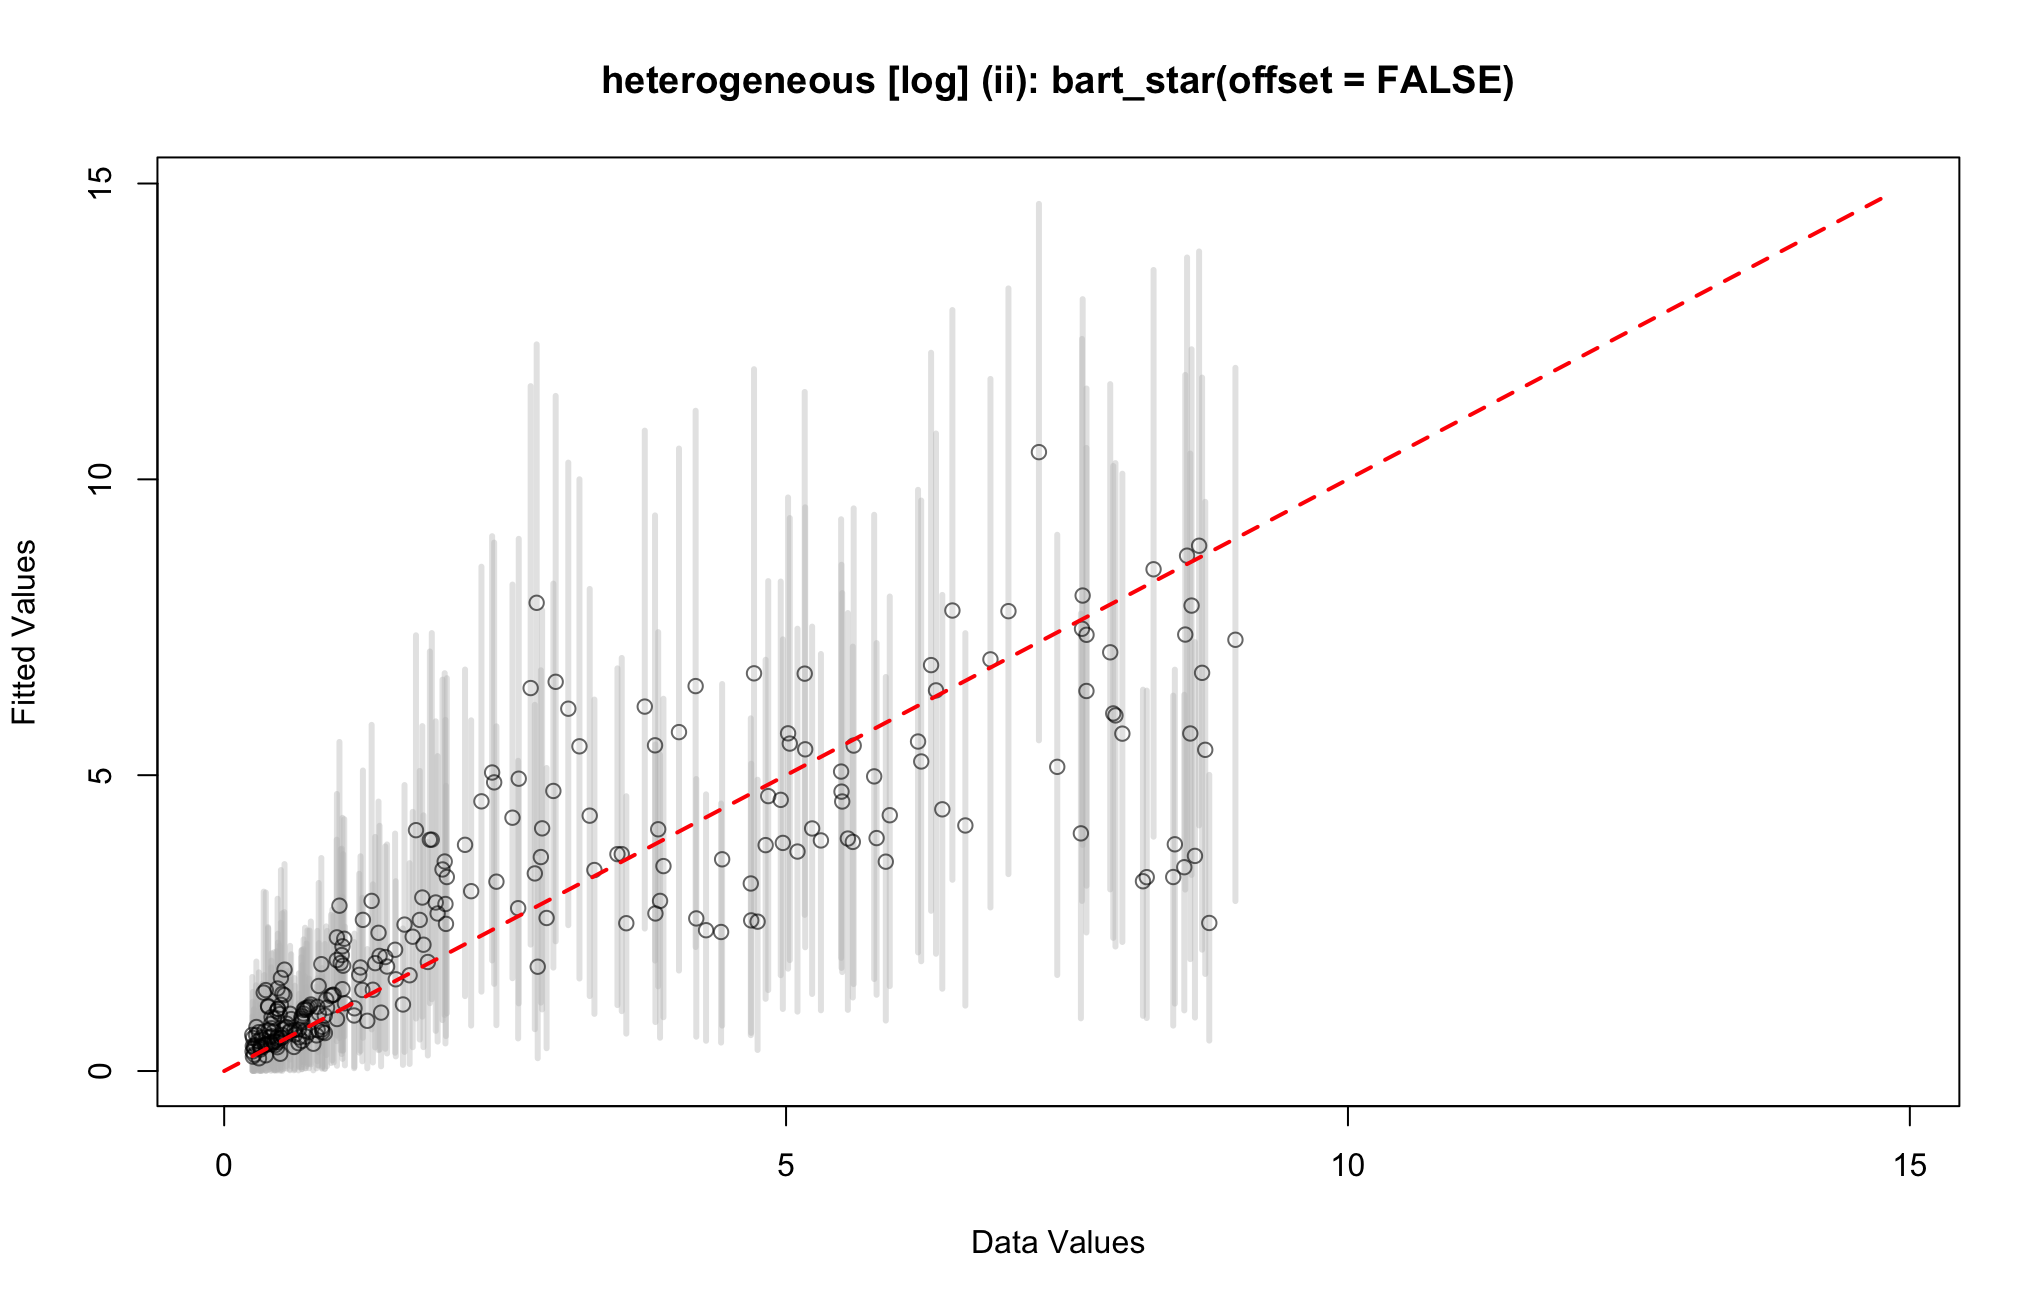 heterogeneous [log] (ii): bart_star(offset = FALSE)
15
10
5
0
Fitted Values
0
5
10
15
Data Values